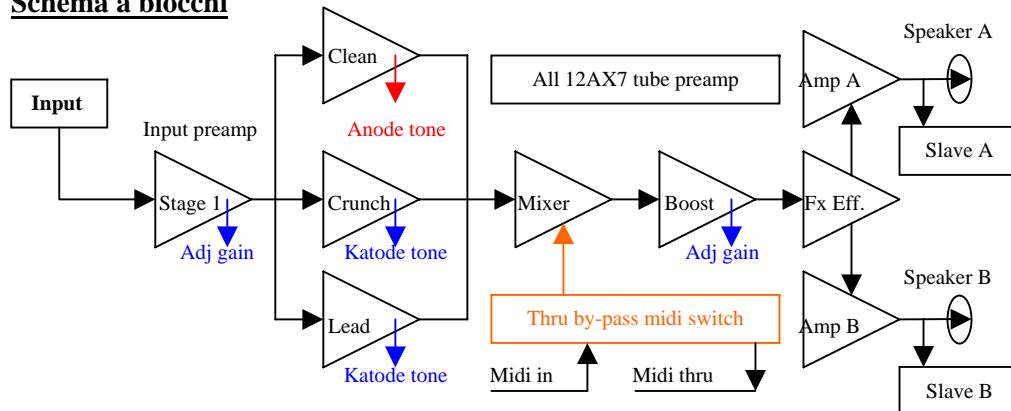 Schema a blocchi
Speaker A
Clean
All 12AX7 tube preamp
Amp A
Input
Input preamp
Anode tone
Slave A
Stage 1
Crunch
Mixer
Boost
Fx Eff.
Adj gain
Katode tone
Adj gain
Speaker B
Lead
Thru by-pass midi switch
Amp B
Katode tone
Midi in
Midi thru
Slave B